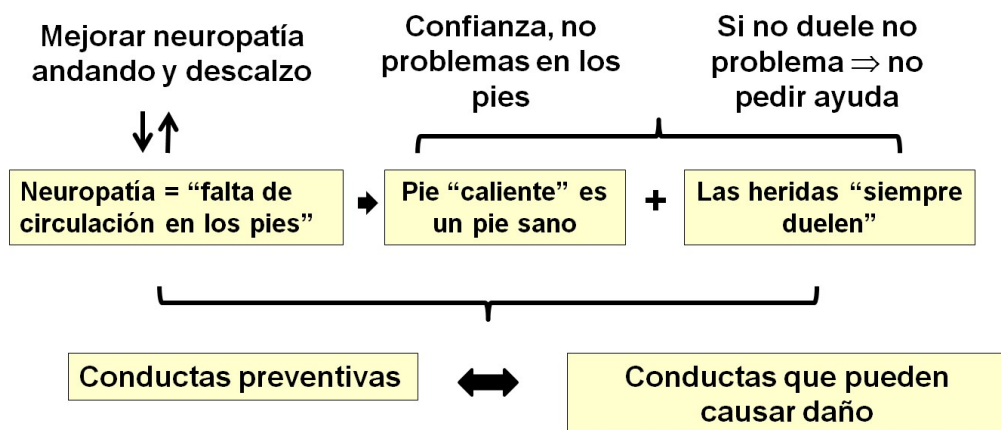 Mejorar neuropatía
andando y descalzo
Confianza, no
problemas en los
pies
Si no duele no
problema ⇒ no
pedir ayuda
Neuropatía = “falta de
circulación en los pies”
Pie “caliente” es
un pie sano
+
Las heridas “siempre
duelen”
Conductas preventivas
Conductas que pueden
causar daño